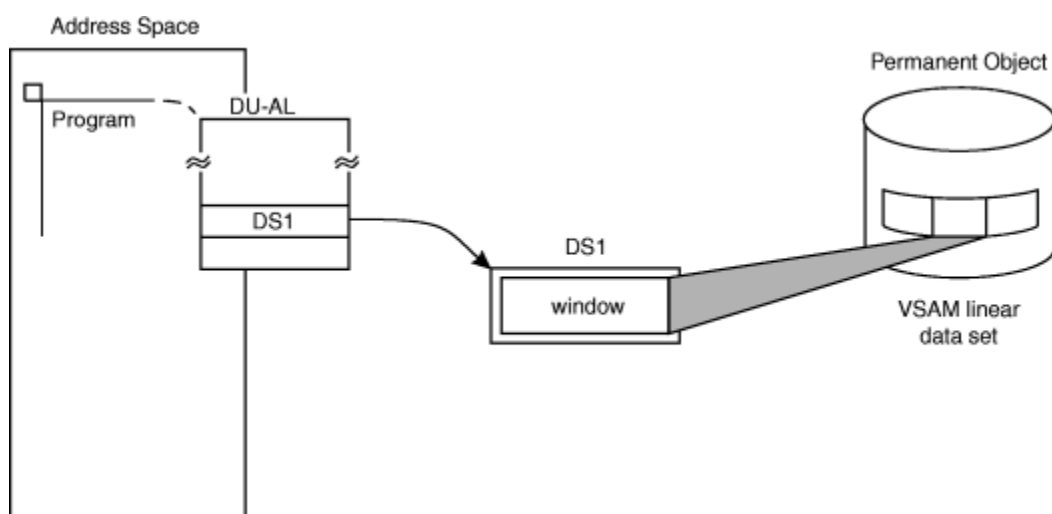 Address Space
Permanent Object
DU-AL
Program
DS1
DS1
window
VSAM linear
data set